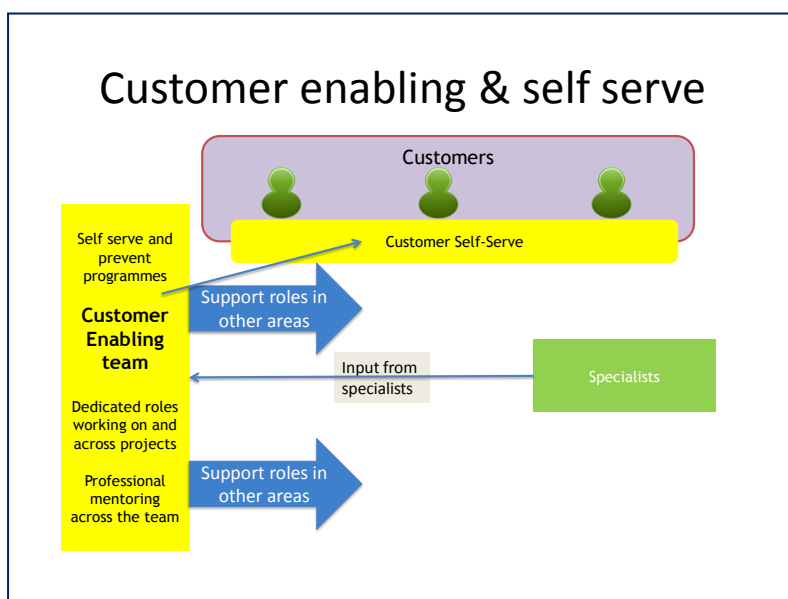 Customer enabling & self serve
Customers
Customer Self-Serve
Self serve and
prevent
programmes
Customer
Enabling
team
Dedicated roles
working on and
across projects
Professional
mentoring
across the team
Support roles in
other areas
Input from
specialists
Specialists
Support roles in
other areas